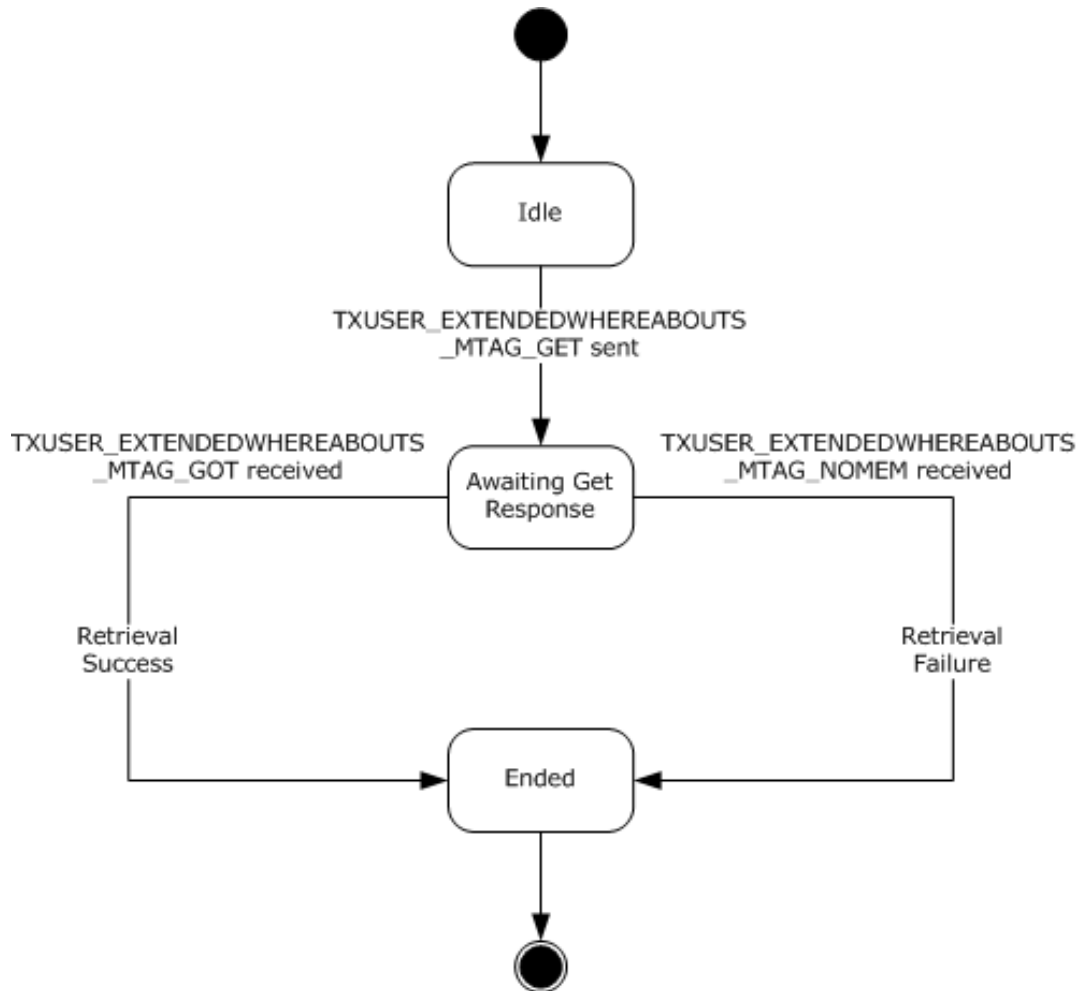 Idle
TXUSER_EXTENDEDWHEREABOUTS
_MTAG_GET sent
TXUSER_EXTENDEDWHEREABOUTS
_MTAG_GOT received
Awaiting Get
Response
TXUSER_EXTENDEDWHEREABOUTS
_MTAG_NOMEM received
Retrieval
Success
Retrieval
Failure
Ended